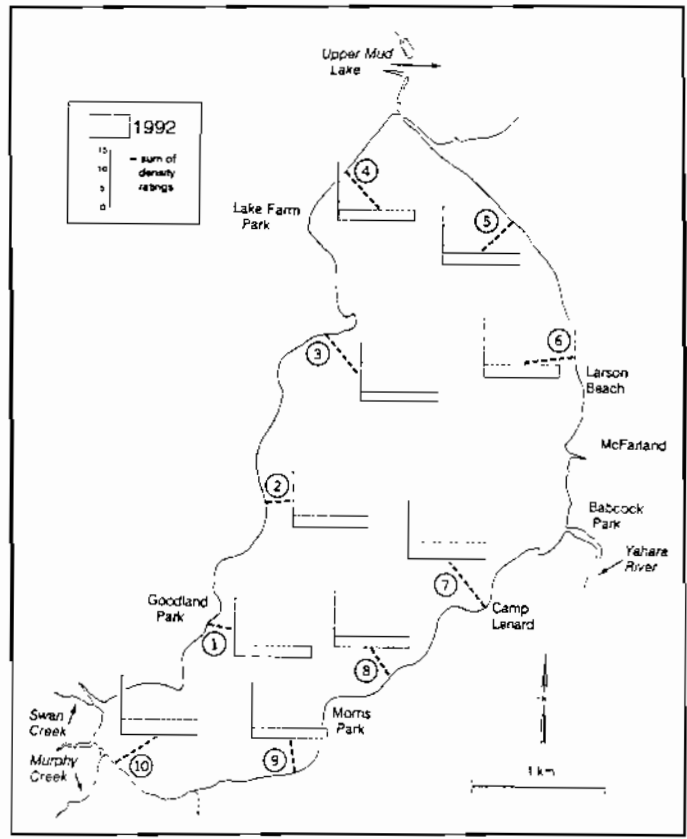 Upper Mud
Lake
1992
15
10
5
0
– sum of
density
ratings
4
Lake Farm
Park
5
3
6
Larson
Beach
McFarland
2
Babcock
Park
Yahara
River
7
Goodland
Park
1
Camp
Lenard
8
Swan
Creek
Morris
Park
Murphy
Creek
10
9
1 km